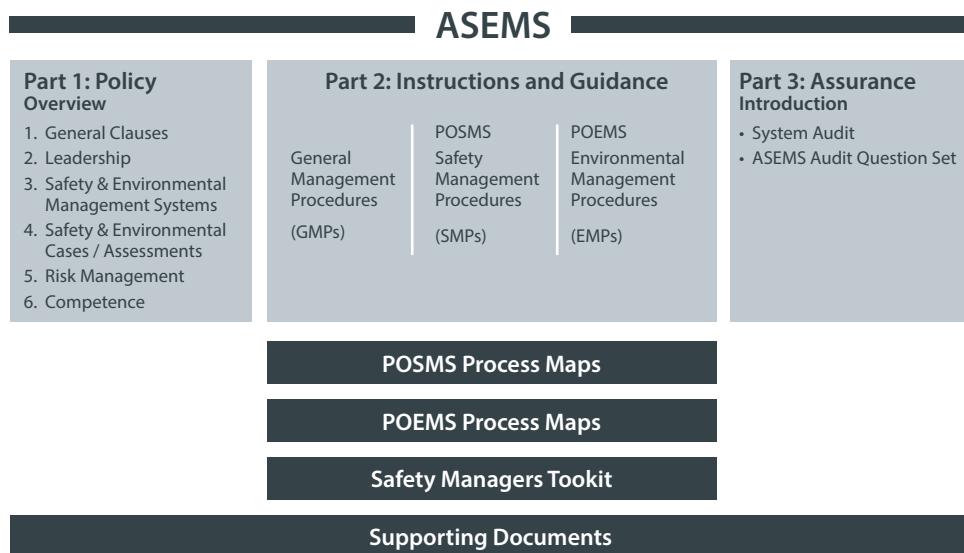 ASEMS
Part 1: Policy
Overview
1. General Clauses
2. Leadership
3. Safety & Environmental
Management Systems
4. Safety & Environmental
Cases / Assessments
5. Risk Management
6. Competence
Part 2: Instructions and Guidance
General
Management
Procedures
(GMPs)
POSMS
Safety
Management
Procedures
(SMPs)
POEMS
Environmental
Management
Procedures
(EMPs)
Part 3: Assurance
Introduction
• System Audit
• ASEMS Audit Question Set
POSMS Process Maps
POEMS Process Maps
Safety Managers Tookit
Supporting Documents